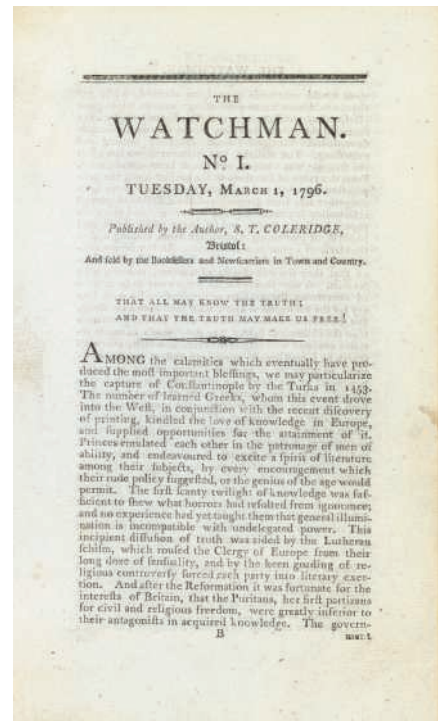 THE
WATCHMAN.
No. I.
TUESDAY, MARCH 1, 1796.
Published by the Author, S. T. COLERIDGE,
Bristol:
And sold by the Booksellers and Newscarriers in Town and Country.
THAT ALL MAY KNOW THE TRUTH;
AND THAT THE TRUTH MAY MAKE US FREE!
AMONG the calamities which eventually have pro-
duced the most important blessings, we may particularize
the capture of Constantinople by the Turks in 1453.
The number of learned Greeks, whom this event drove
into the West, in conjunction with the recent discovery
of printing, kindled the love of knowledge in Europe,
and supplied opportunities for the attainment of it.
Princes emulated each other in the patronage of men of
ability, and endeavoured to excite a spirit of literature
among their subjects, by every encouragement which
their rude policy suggested, or the genius of the age would
permit. The first scanty twilight of knowledge was suf-
ficient to shew what horrors had resulted from ignorance;
and no experience had yet taught them that general illumi-
nation is incompatible with undelegated power. This
incipient diffusion of truth was aided by the Lutheran
schism, which roused the Clergy of Europe from their
long dose of sensuality, and by the keen goading of re-
ligious controversy forced each party into literary exer-
tion. And after the Reformation it was fortunate for the
interests of Britain, that the Puritans, her first partizans
for civil and religious freedom, were greatly inferior to
their antagonists in acquired knowledge. The govern-
B